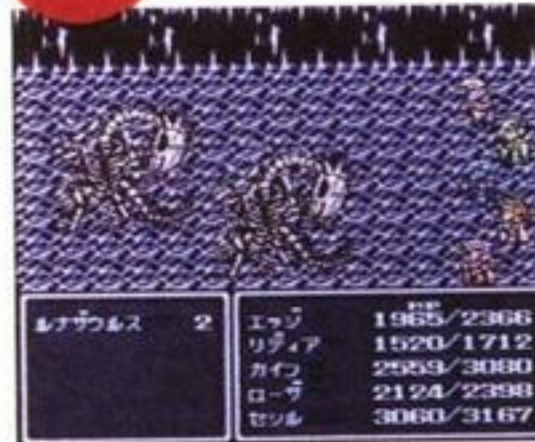 ルナザウルス 2
HP
エッジ 1965/2366
リディア 1520/1712
カイン 2559/3080
ローザ 2124/2398
セシル 3060/3167